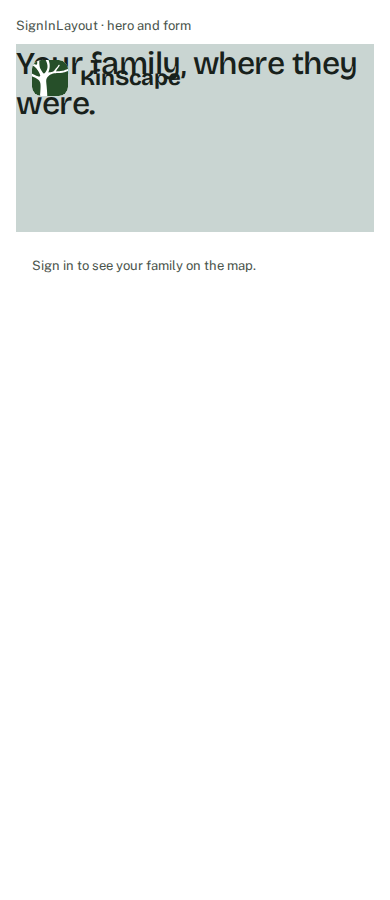 SignInLayout · hero and form
Your family, where they
were.
KinScape
Sign in to see your family on the map.